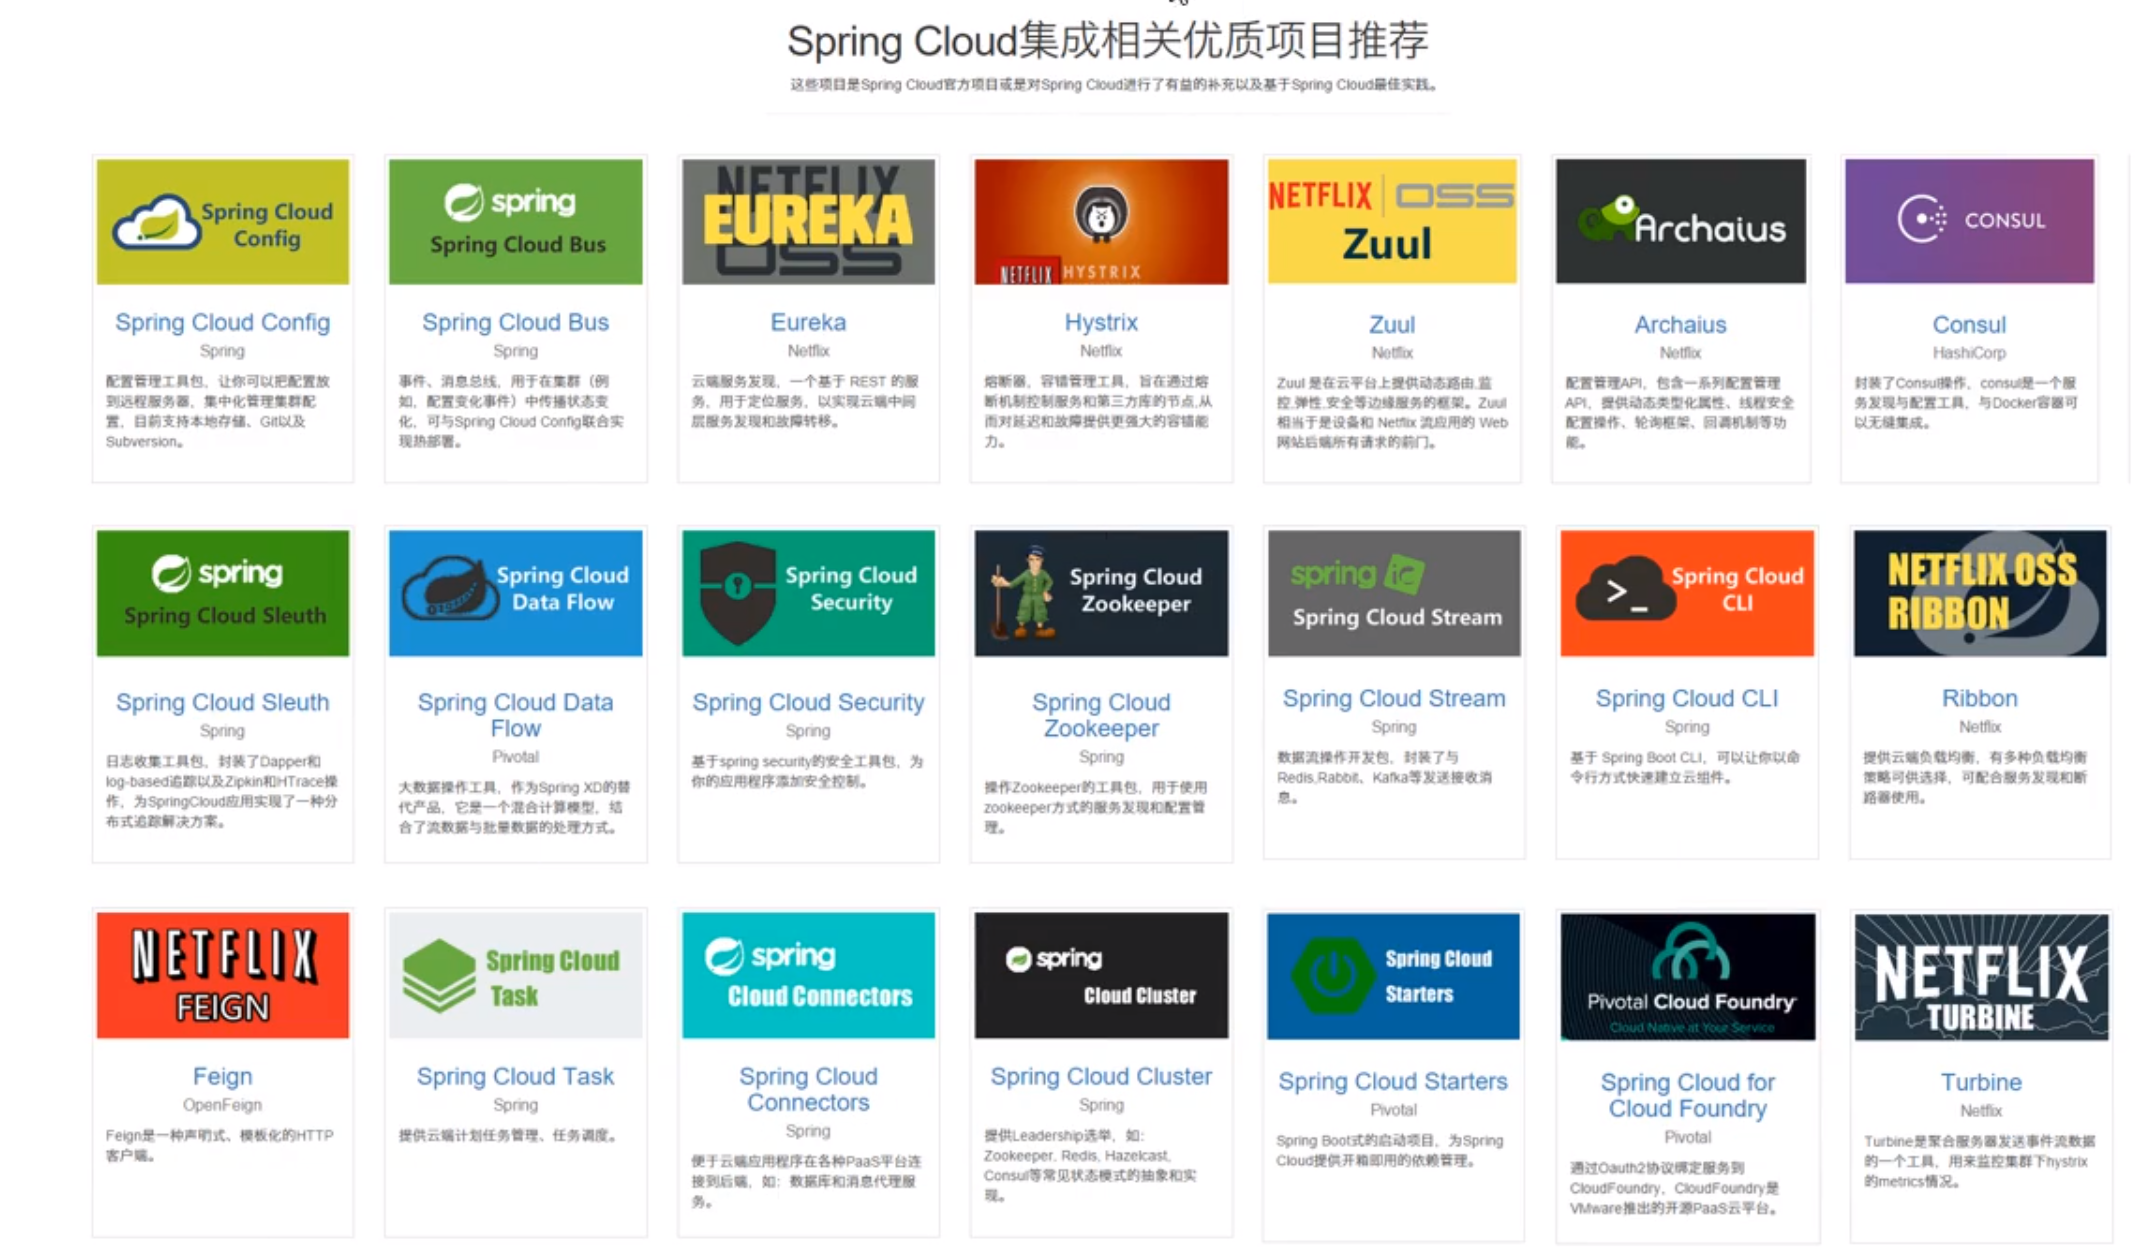 Spring Cloud集成相关优质项目推荐
这些项目是Spring Cloud官方项目或是对Spring Cloud进行了有益的补充以及基于Spring Cloud最佳实践。
Spring Cloud
Config
Spring Cloud Config
Spring
配置管理工具包，让你可以把配置放
到远程服务器，集中化管理集群配
置，目前支持本地存储、Git以及
Subversion。
spring
Spring Cloud Bus
Spring Cloud Bus
Spring
事件、消息总线，用于在集群（例
如，配置变化事件）中传播状态变
化，可与Spring Cloud Config联合实
现热部署。
NETFLIX
EUREKA
OSS
Eureka
Netflix
云端服务发现，一个基于 REST 的服
务，用于定位服务，以实现云端中间
层服务发现和故障转移。
NETFLIX HYSTRIX
Hystrix
Netflix
熔断器，容错管理工具，旨在通过熔
断机制控制服务和第三方库的节点,从
而对延迟和故障提供更强大的容错能
力。
NETFLIX OSS
Zuul
Zuul
Netflix
Zuul 是在云平台上提供动态路由,监
控,弹性,安全等边缘服务的框架。Zuul
相当于是设备和 Netflix 流应用的 Web
网站后端所有请求的前门。
Archaius
Archaius
Netflix
配置管理API，包含一系列配置管理
API，提供动态类型化属性、线程安全
配置操作、轮询框架、回调机制等功
能。
CONSUL
Consul
HashiCorp
封装了Consul操作，consul是一个服
务发现与配置工具，与Docker容器可
以无缝集成。
spring
Spring Cloud Sleuth
Spring Cloud Sleuth
Spring
日志收集工具包，封装了Dapper和
log-based追踪以及Zipkin和HTrace操
作，为SpringCloud应用实现了一种分
布式追踪解决方案。
Spring Cloud
Data Flow
Spring Cloud Data
Flow
Pivotal
大数据操作工具，作为Spring XD的替
代产品，它是一个混合计算模型，结
合了流数据与批量数据的处理方式。
Spring Cloud
Security
Spring Cloud Security
Spring
基于spring security的安全工具包，为
你的应用程序添加安全控制。
Spring Cloud
Zookeeper
Spring Cloud
Zookeeper
Spring
操作Zookeeper的工具包，用于使用
zookeeper方式的服务发现和配置管
理。
spring
Spring Cloud Stream
Spring Cloud Stream
Spring
数据流操作开发包，封装了与
Redis,Rabbit、Kafka等发送接收消
息。
>_ Spring Cloud
CLI
Spring Cloud CLI
Spring
基于 Spring Boot CLI，可以让你以命
令行方式快速建立云组件。
NETFLIX OSS
RIBBON
Ribbon
Netflix
提供云端负载均衡，有多种负载均衡
策略可供选择，可配合服务发现和断
路器使用。
NETFLIX
FEIGN
Feign
OpenFeign
Feign是一种声明式、模板化的HTTP
客户端。
Spring Cloud
Task
Spring Cloud Task
Spring
提供云端计划任务管理、任务调度。
spring
Cloud Connectors
Spring Cloud
Connectors
Spring
便于云端应用程序在各种PaaS平台连
接到后端，如：数据库和消息代理服
务。
spring
Cloud Cluster
Spring Cloud Cluster
Spring
提供Leadership选举，如：
Zookeeper, Redis, Hazelcast,
Consul等常见状态模式的抽象和实
现。
Spring Cloud
Starters
Spring Cloud Starters
Pivotal
Spring Boot式的启动项目，为Spring
Cloud提供开箱即用的依赖管理。
Pivotal Cloud Foundry
Cloud Native at Your Service
Spring Cloud for
Cloud Foundry
Pivotal
通过Oauth2协议绑定服务到
CloudFoundry，CloudFoundry是
VMware推出的开源PaaS云平台。
NETFLIX
TURBINE
Turbine
Netflix
Turbine是聚合服务器发送事件流数据
的一个工具，用来监控集群下hystrix
的metrics情况。